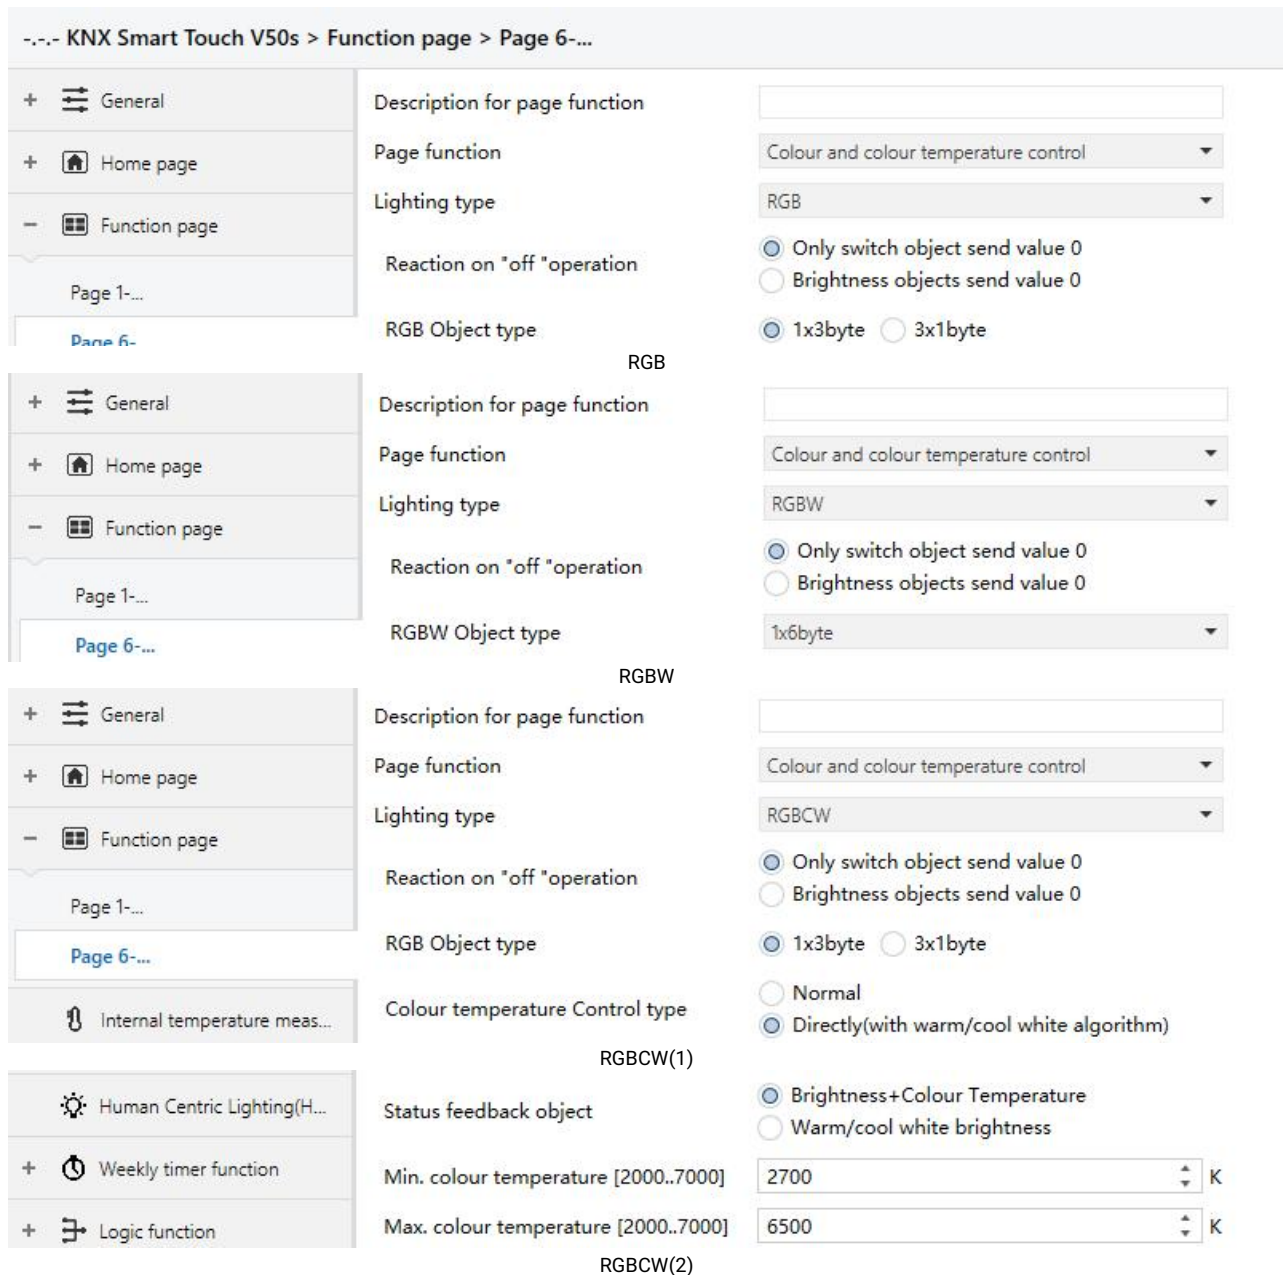 -.-.- KNX Smart Touch V50s > Function page > Page 6-...
+ General
Description for page function
Page function
Colour and colour temperature control
+ Home page
Lighting type
RGB
− Function page
Reaction on "off "operation
Only switch object send value 0
Brightness objects send value 0
Page 1-...
RGB Object type
1x3byte 3x1byte
Page 6-
RGB
+ General
Description for page function
Page function
Colour and colour temperature control
+ Home page
Lighting type
RGBW
− Function page
Reaction on "off "operation
Only switch object send value 0
Brightness objects send value 0
Page 1-...
RGBW Object type
1x6byte
Page 6-...
RGBW
+ General
Description for page function
Page function
Colour and colour temperature control
+ Home page
Lighting type
RGBCW
− Function page
Reaction on "off "operation
Only switch object send value 0
Brightness objects send value 0
Page 1-...
RGB Object type
1x3byte 3x1byte
Page 6-...
Colour temperature Control type
Normal
Directly(with warm/cool white algorithm)
Internal temperature meas...
RGBCW(1)
Human Centric Lighting(H...
Status feedback object
Brightness+Colour Temperature
Warm/cool white brightness
+ Weekly timer function
Min. colour temperature [2000..7000]
2700 K
+ Logic function
Max. colour temperature [2000..7000]
6500 K
RGBCW(2)